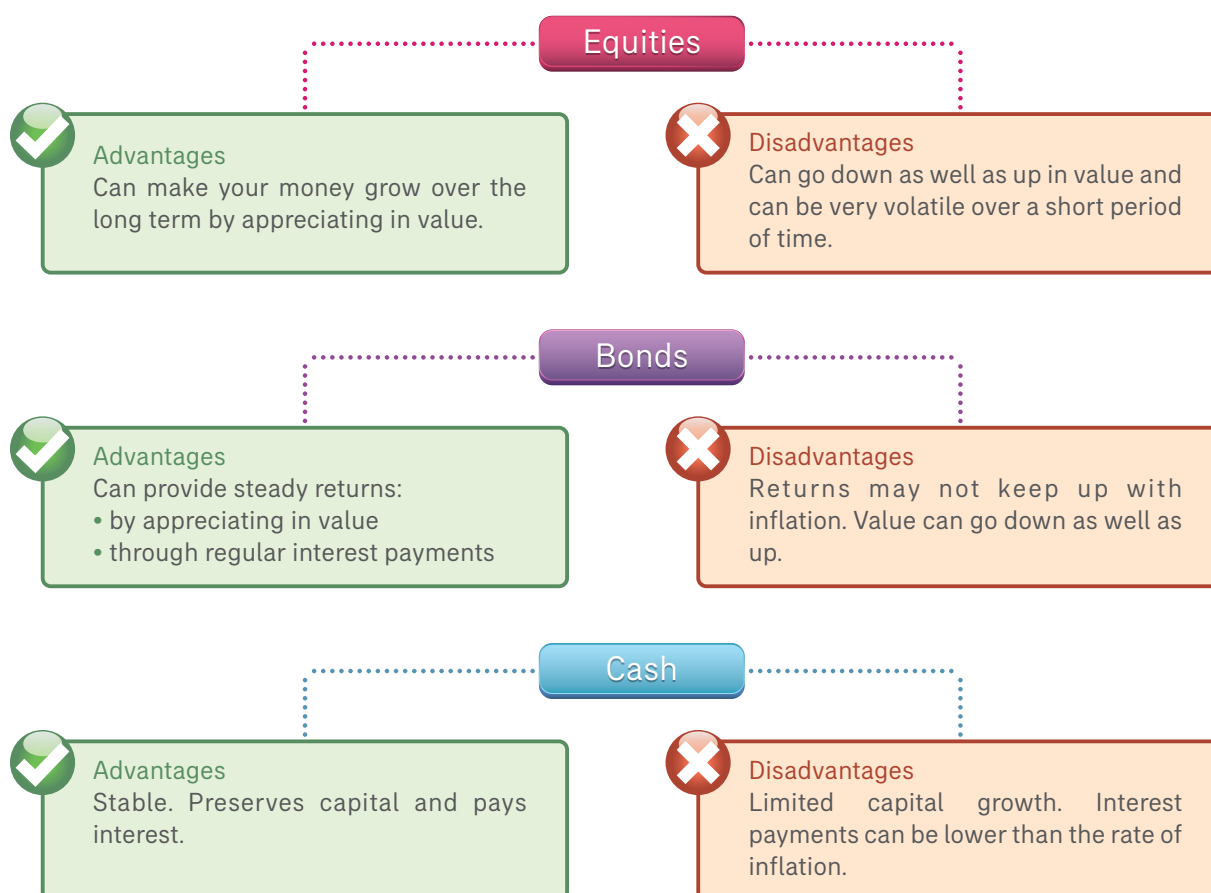 Equities
Advantages
Can make your money grow over the
long term by appreciating in value.
Disadvantages
Can go down as well as up in value and
can be very volatile over a short period
of time.
Bonds
Advantages
Can provide steady returns:
• by appreciating in value
• through regular interest payments
Disadvantages
Returns may not keep up with
inflation. Value can go down as well as
up.
Cash
Advantages
Stable. Preserves capital and pays
interest.
Disadvantages
Limited capital growth. Interest
payments can be lower than the rate of
inflation.